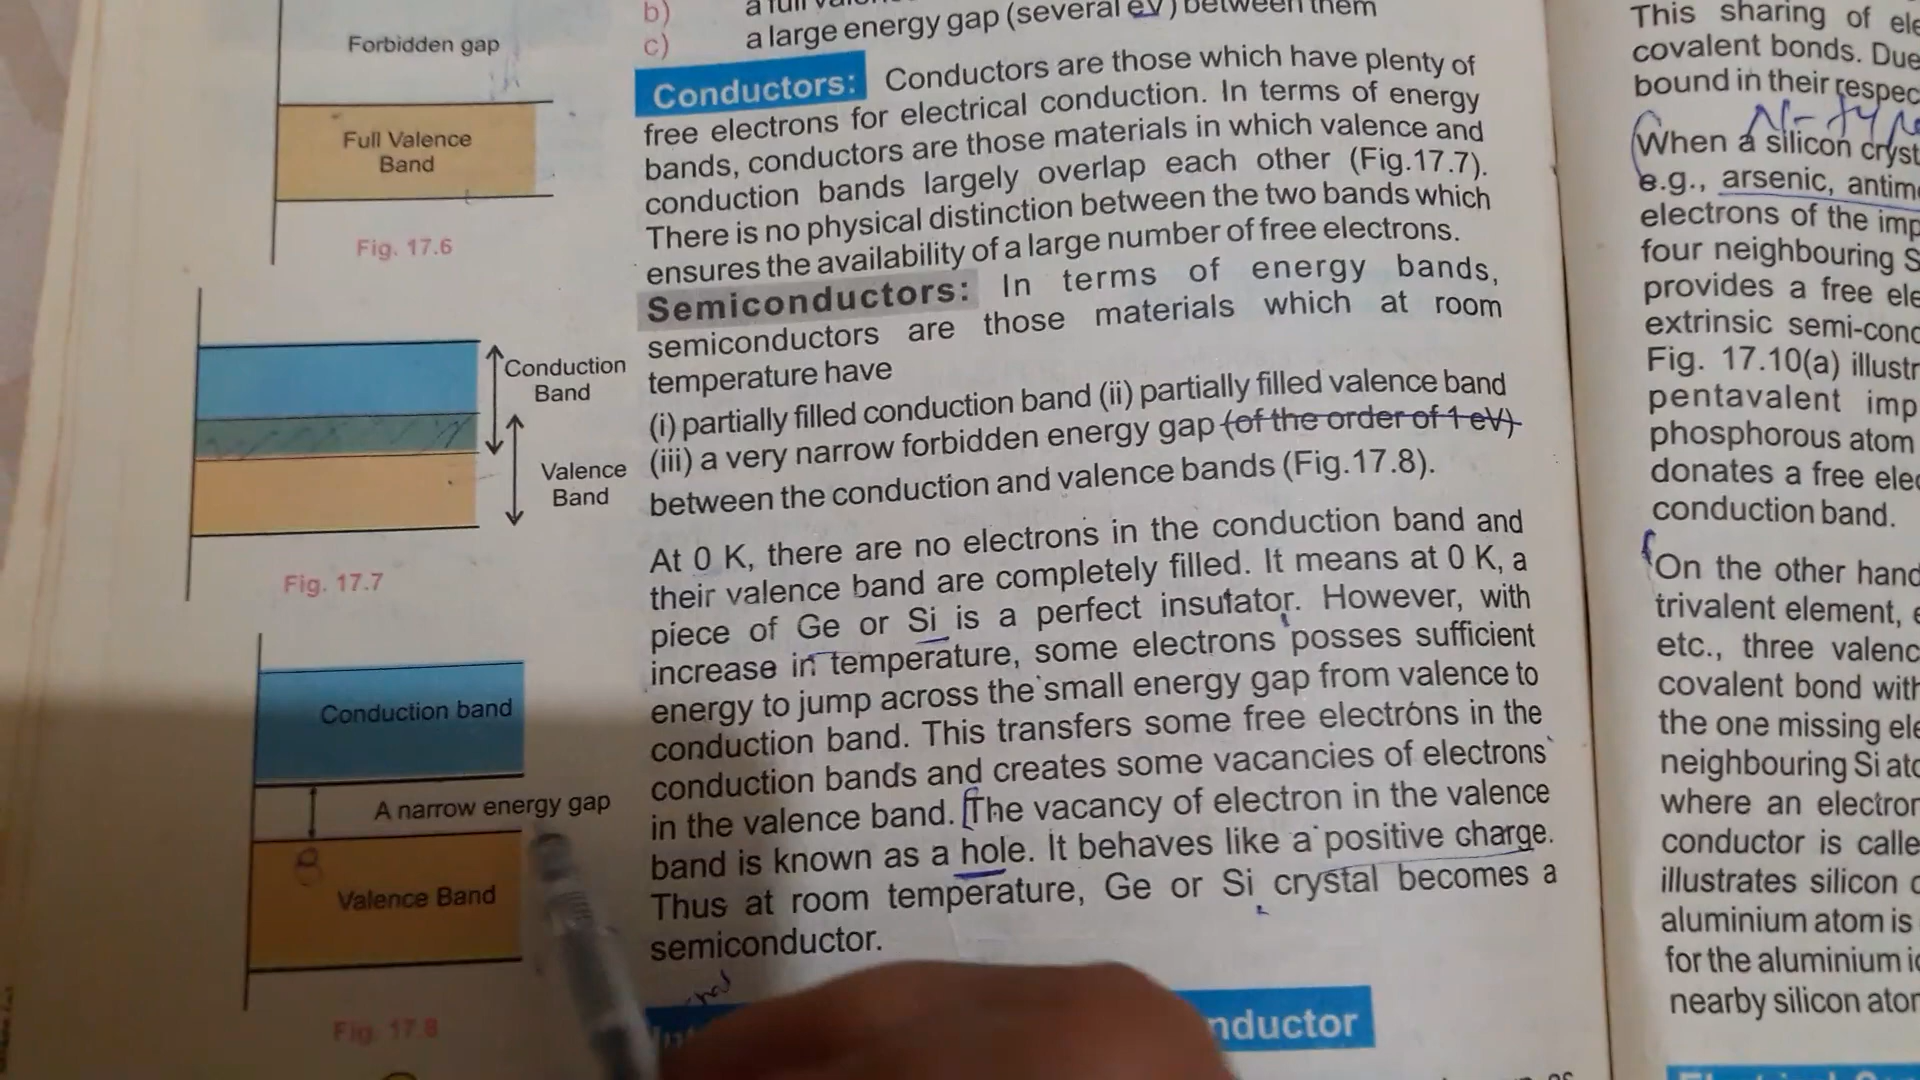 b)
c) a large energy gap (several eV) between them
Conductors: Conductors are those which have plenty of
free electrons for electrical conduction. In terms of energy
bands, conductors are those materials in which valence and
conduction bands largely overlap each other (Fig.17.7).
There is no physical distinction between the two bands which
ensures the availability of a large number of free electrons.
Semiconductors: In terms of energy bands,
semiconductors are those materials which at room
temperature have
(i) partially filled conduction band (ii) partially filled valence band
(iii) a very narrow forbidden energy gap (of the order of 1 eV)
between the conduction and valence bands (Fig.17.8).
At 0 K, there are no electrons in the conduction band and
their valence band are completely filled. It means at 0 K, a
piece of Ge or Si is a perfect insulator. However, with
increase in temperature, some electrons posses sufficient
energy to jump across the small energy gap from valence to
conduction band. This transfers some free electrons in the
conduction bands and creates some vacancies of electrons
in the valence band. The vacancy of electron in the valence
band is known as a hole. It behaves like a positive charge.
Thus at room temperature, Ge or Si crystal becomes a
semiconductor.
nductor
Forbidden gap
Full Valence
Band
Fig. 17.6
Conduction
Band
Valence
Band
Fig. 17.7
Conduction band
A narrow energy gap
Valence Band
Fig. 17.8
This sharing of ele
covalent bonds. Due
bound in their respec
N-type
When a silicon cryst
e.g., arsenic, antimo
electrons of the imp
four neighbouring S
provides a free ele
extrinsic semi-cond
Fig. 17.10(a) illustr
pentavalent imp
phosphorous atom
donates a free elec
conduction band.
On the other hand
trivalent element, e
etc., three valenc
covalent bond with
the one missing ele
neighbouring Si ato
where an electron
conductor is calle
illustrates silicon c
aluminium atom is
for the aluminium io
nearby silicon ator